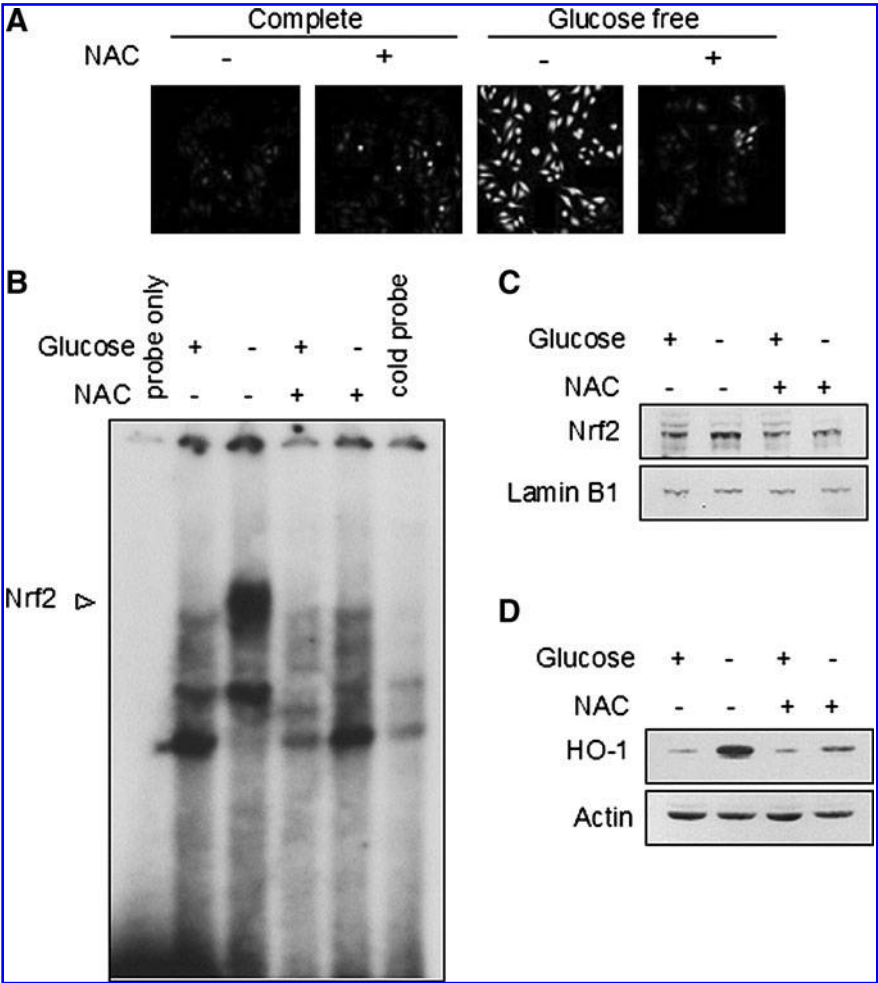 A
Complete Glucose free
NAC - + - +
B
probe only
cold probe
Glucose + - + -
NAC - - + +
Nrf2
C
Glucose + - + -
NAC - - + +
Nrf2
Lamin B1
D
Glucose + - + -
NAC - - + +
HO-1
Actin